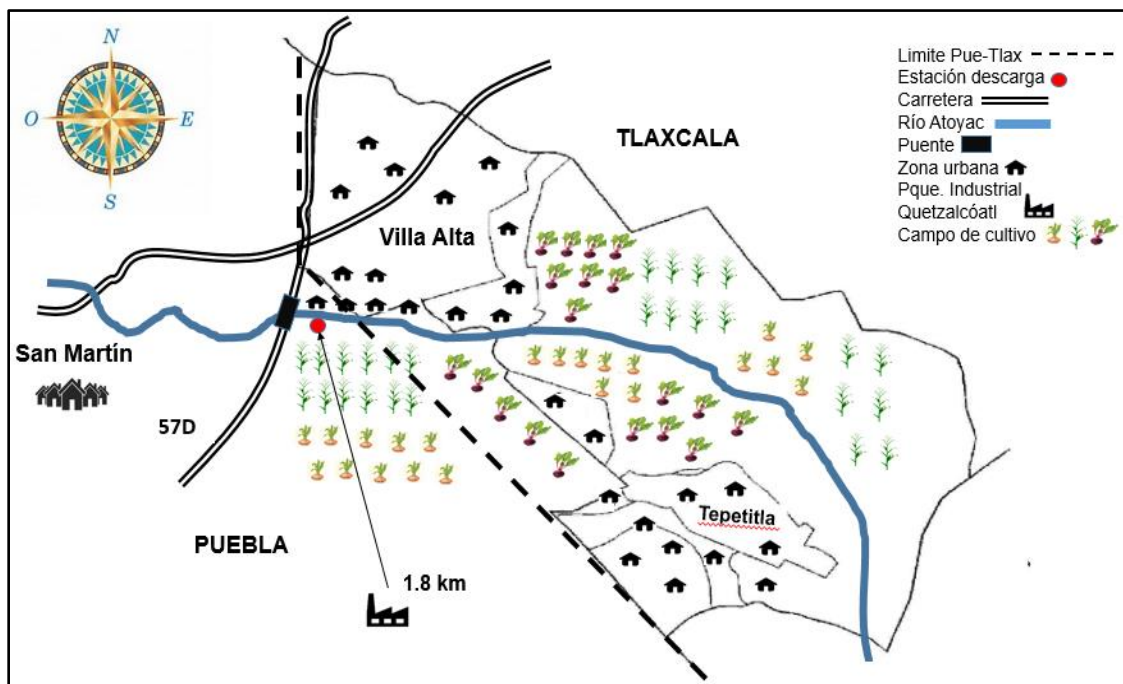 N
O
E
S
Limite Pue-Tlax
Estación descarga
Carretera
Río Atoyac
Puente
Zona urbana
Pque. Industrial
Quetzalcóatl
Campo de cultivo
TLAXCALA
Villa Alta
San Martín
57D
Tepetitla
PUEBLA
1.8 km